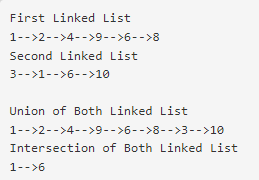 First Linked List
1-->2-->4-->9-->6-->8
Second Linked List
3-->1-->6-->10
Union of Both Linked List
1-->2-->4-->9-->6-->8-->3-->10
Intersection of Both Linked List
1-->6